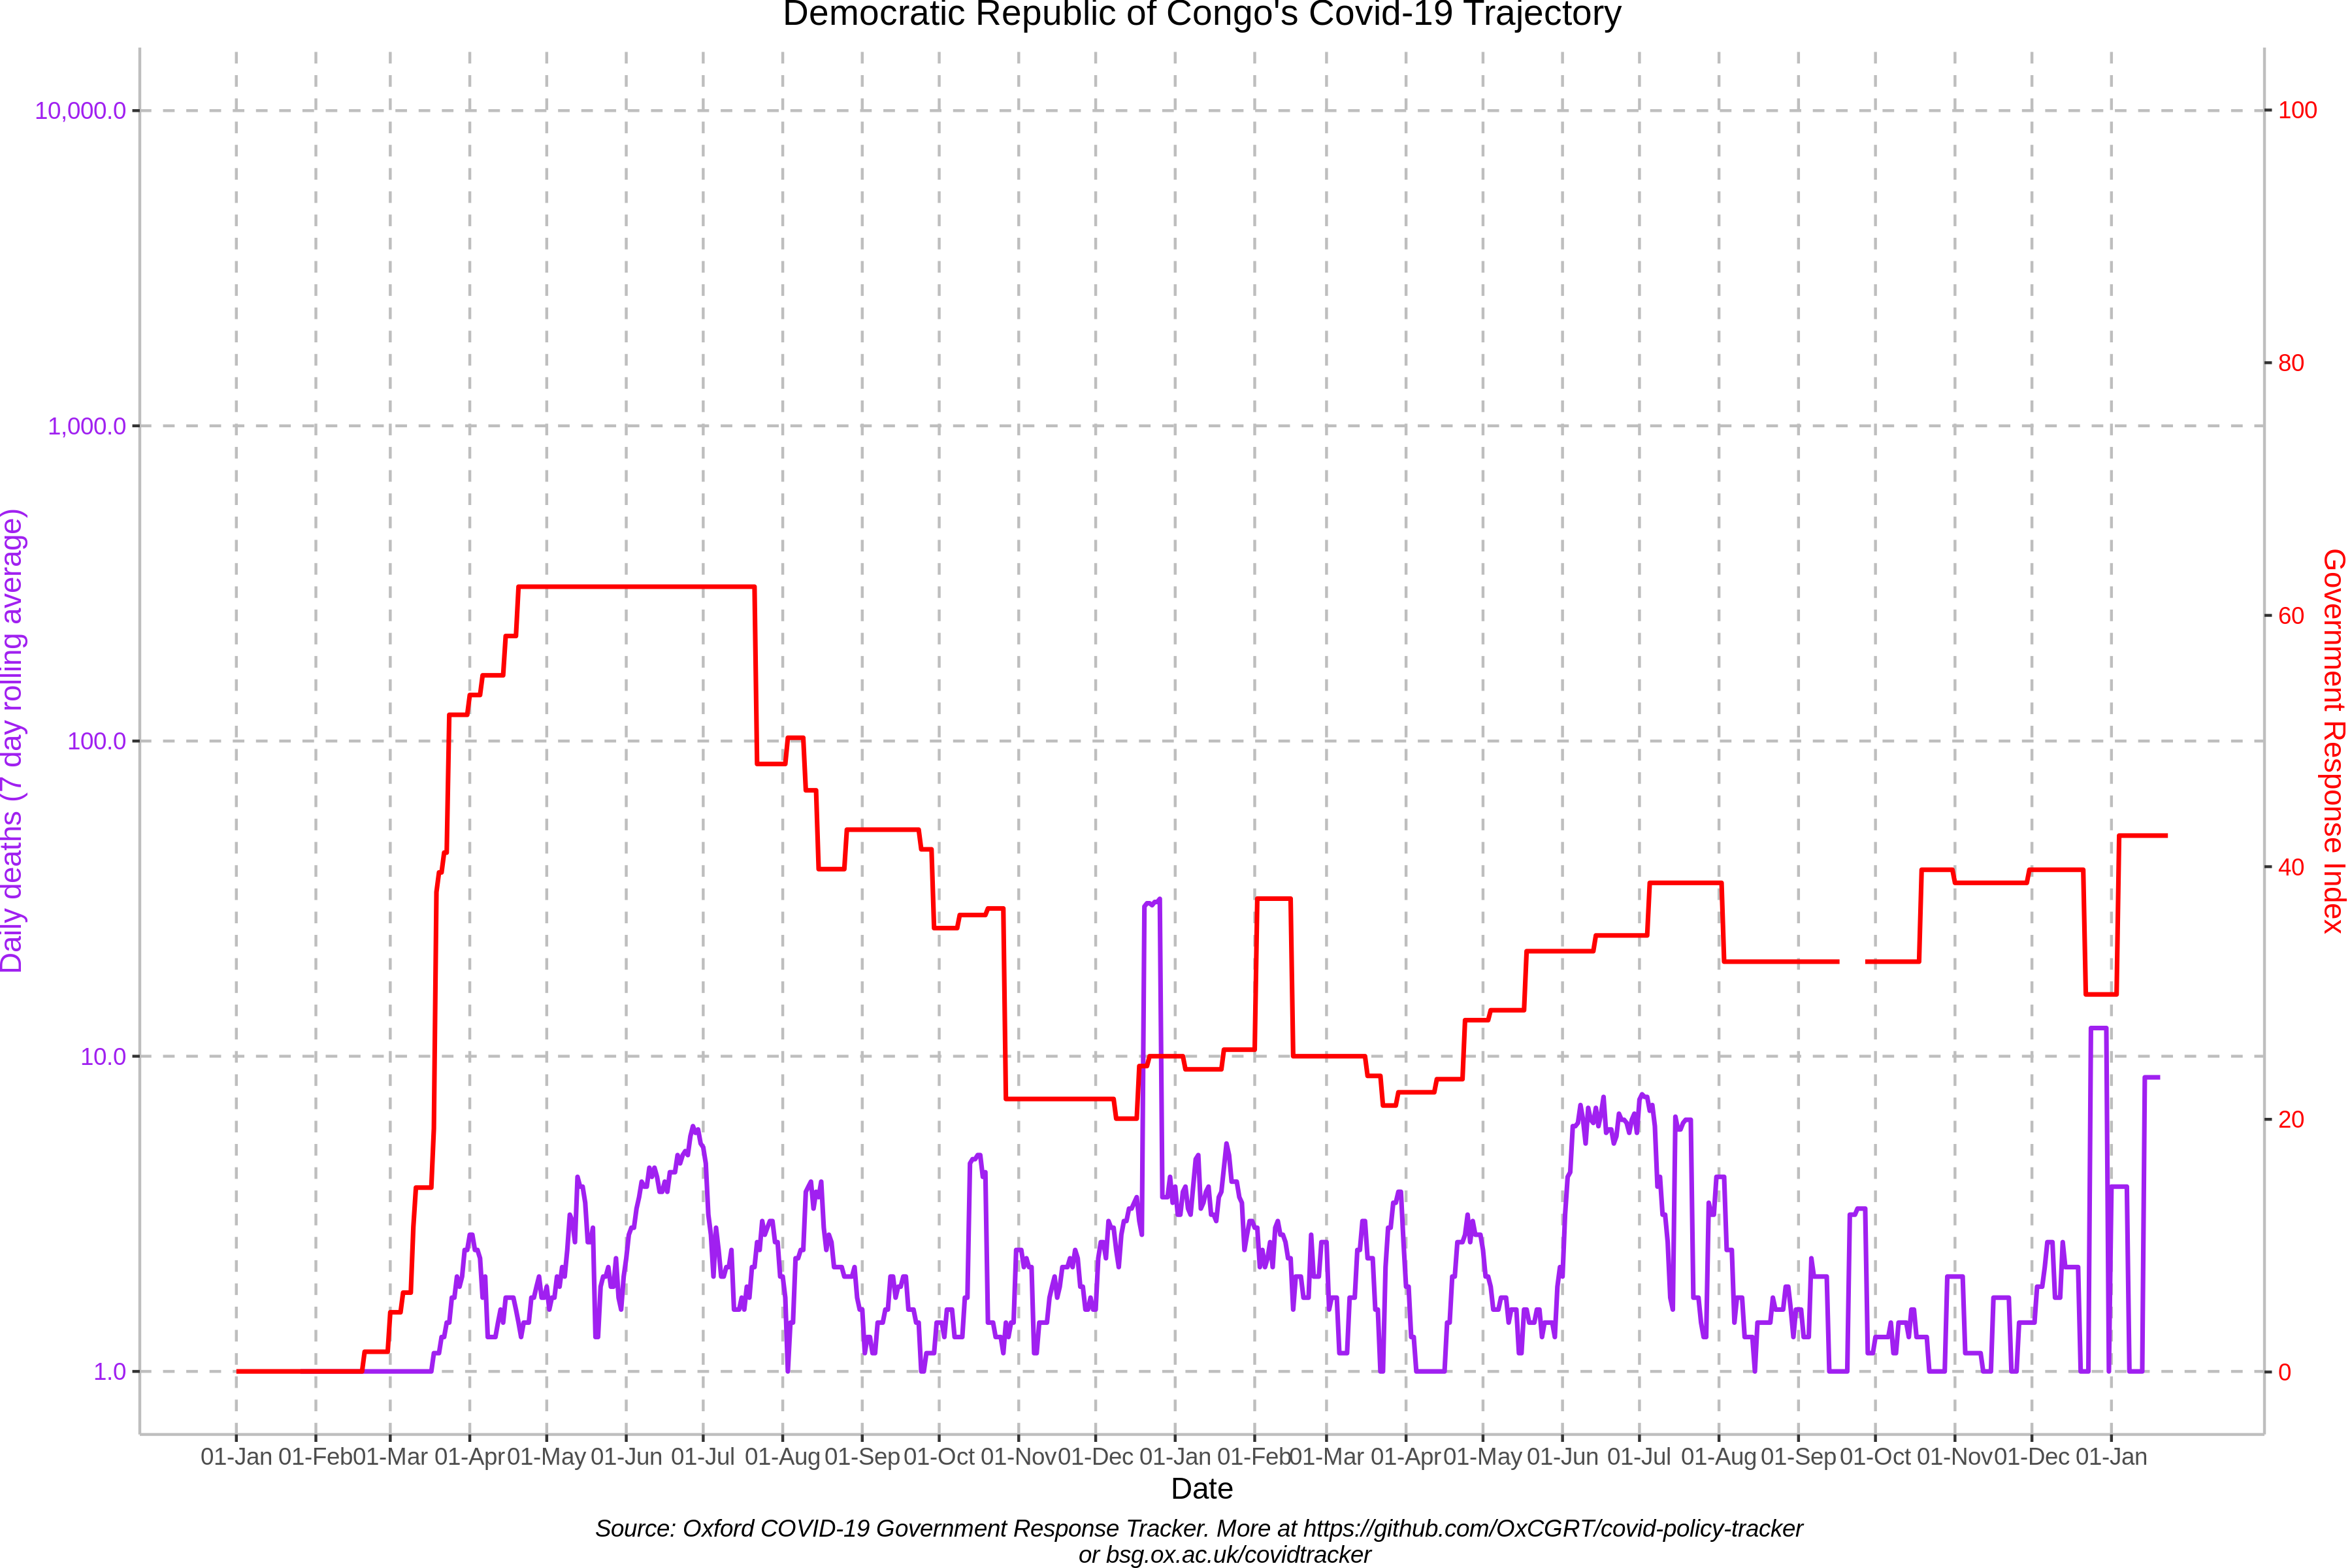 Democratic Republic of Congo's Covid-19 Trajectory
10,000.0
1,000.0
100.0
10.0
1.0
Daily deaths (7 day rolling average)
100
80
60
40
20
0
Government Response Index
01-Jan 01-Feb 01-Mar 01-Apr 01-May 01-Jun 01-Jul 01-Aug 01-Sep 01-Oct 01-Nov 01-Dec 01-Jan 01-Feb 01-Mar 01-Apr 01-May 01-Jun 01-Jul 01-Aug 01-Sep 01-Oct 01-Nov 01-Dec 01-Jan
Date
Source: Oxford COVID-19 Government Response Tracker. More at https://github.com/OxCGRT/covid-policy-tracker
or bsg.ox.ac.uk/covidtracker